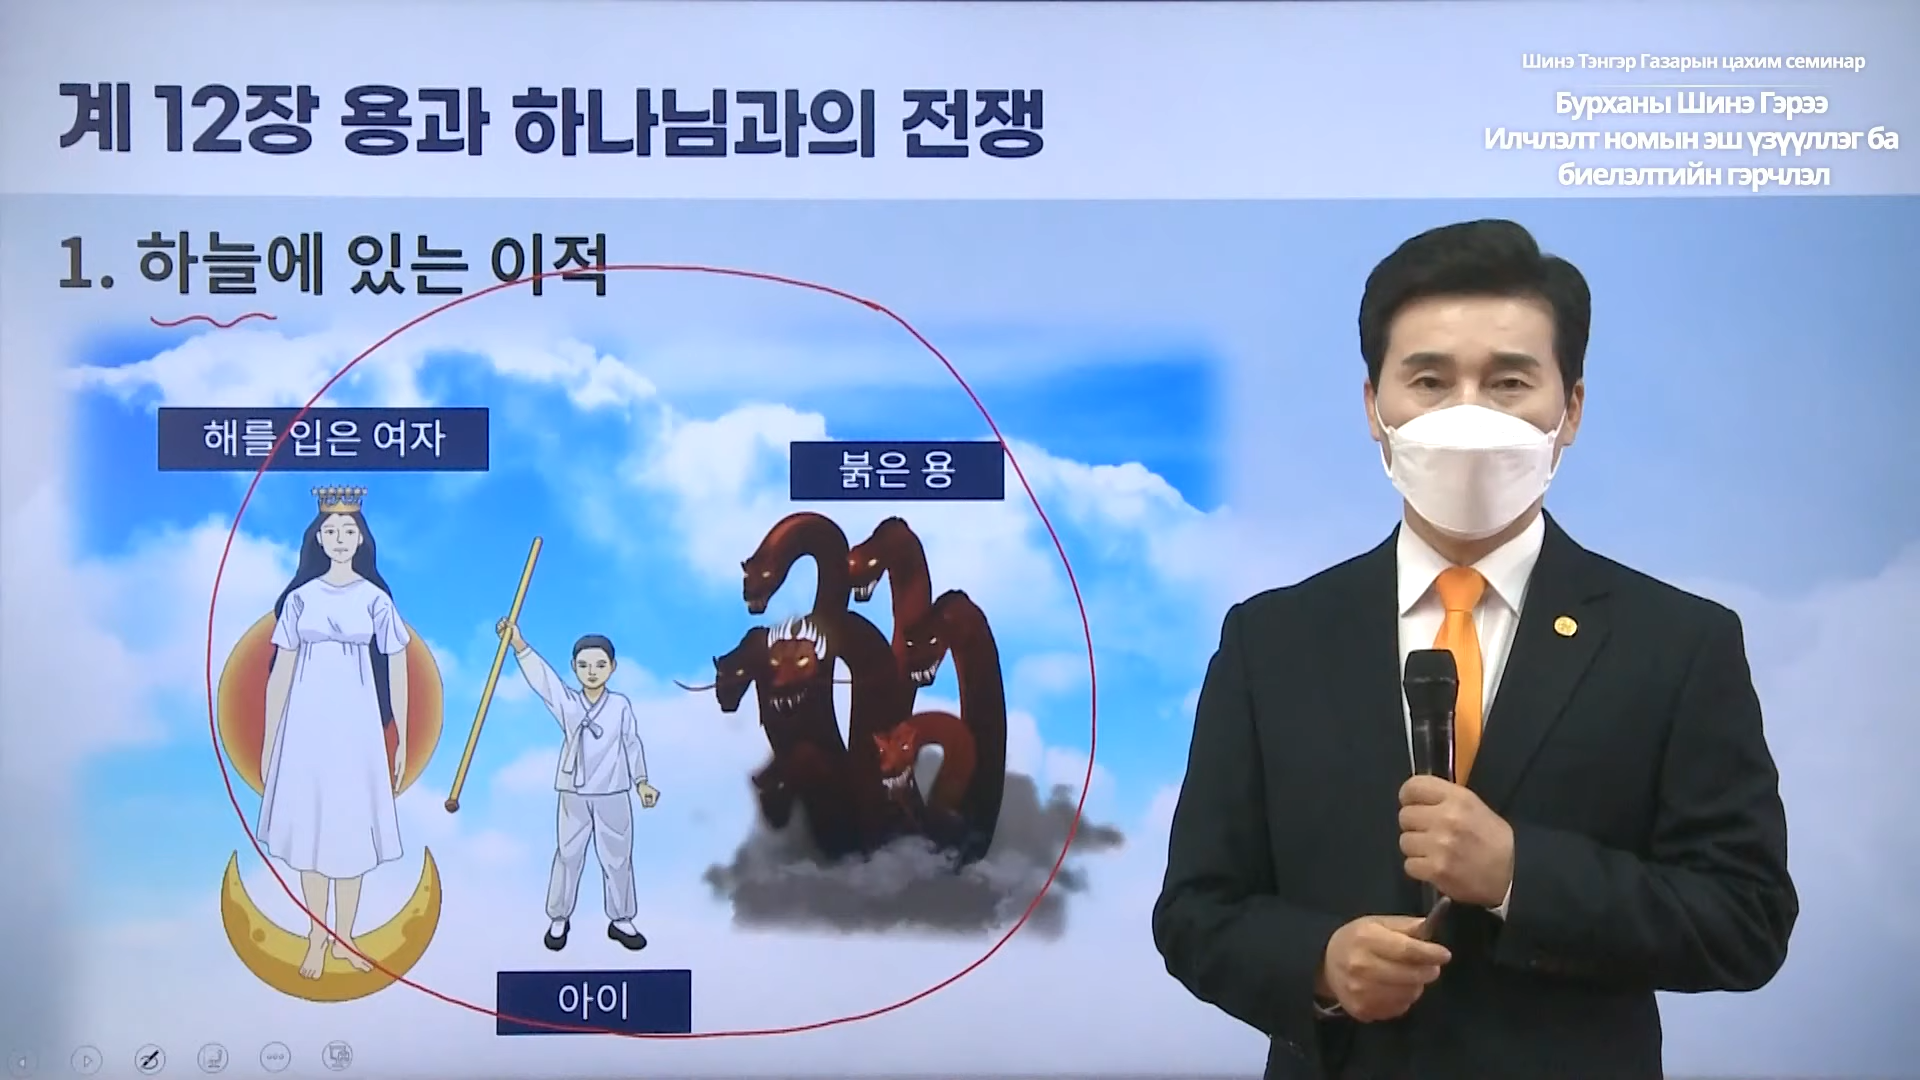 계 12장 용과 하나님과의 전쟁
Шинэ Тэнгэр Газарын цахим семинар
Бурханы Шинэ Гэрээ
Илчлэлт номын эш үзүүллэг ба
биелэлтийн гэрчлэл
1. 하늘에 있는 이적
해를 입은 여자
붉은 용
아이